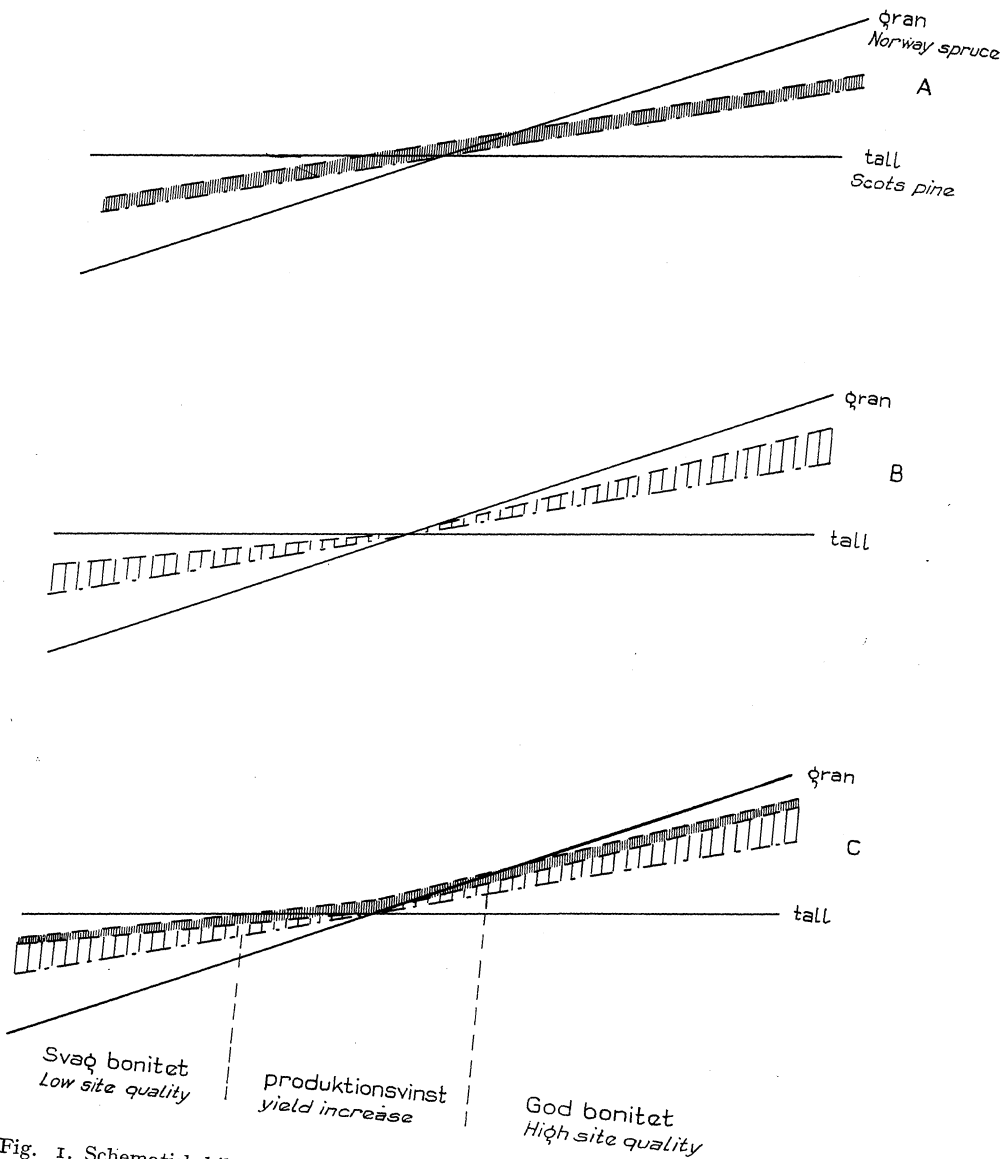 gran
Norway spruce
A
tall
Scots pine
gran
B
tall
gran
C
tall
Svag bonitet
Low site quality
produktionsvinst
yield increase
God bonitet
High site quality
Fig. 1. Schematisk